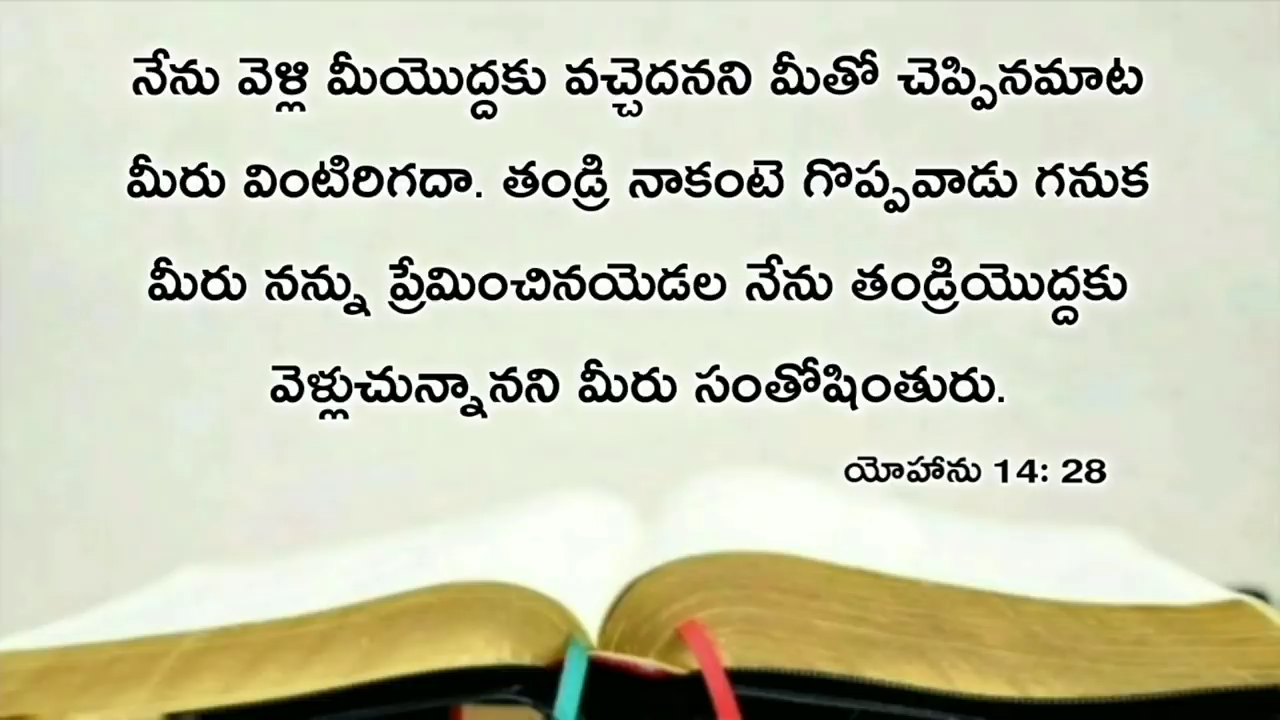 నేను వెళ్లి మీయొద్దకు వచ్చెదనని మీతో చెప్పినమాట
మీరు వింటిరిగదా. తండ్రి నాకంటె గొప్పవాడు గనుక
మీరు నన్ను ప్రేమించినయెడల నేను తండ్రియొద్దకు
వెళ్లుచున్నానని మీరు సంతోషింతురు.
యోహాను 14: 28